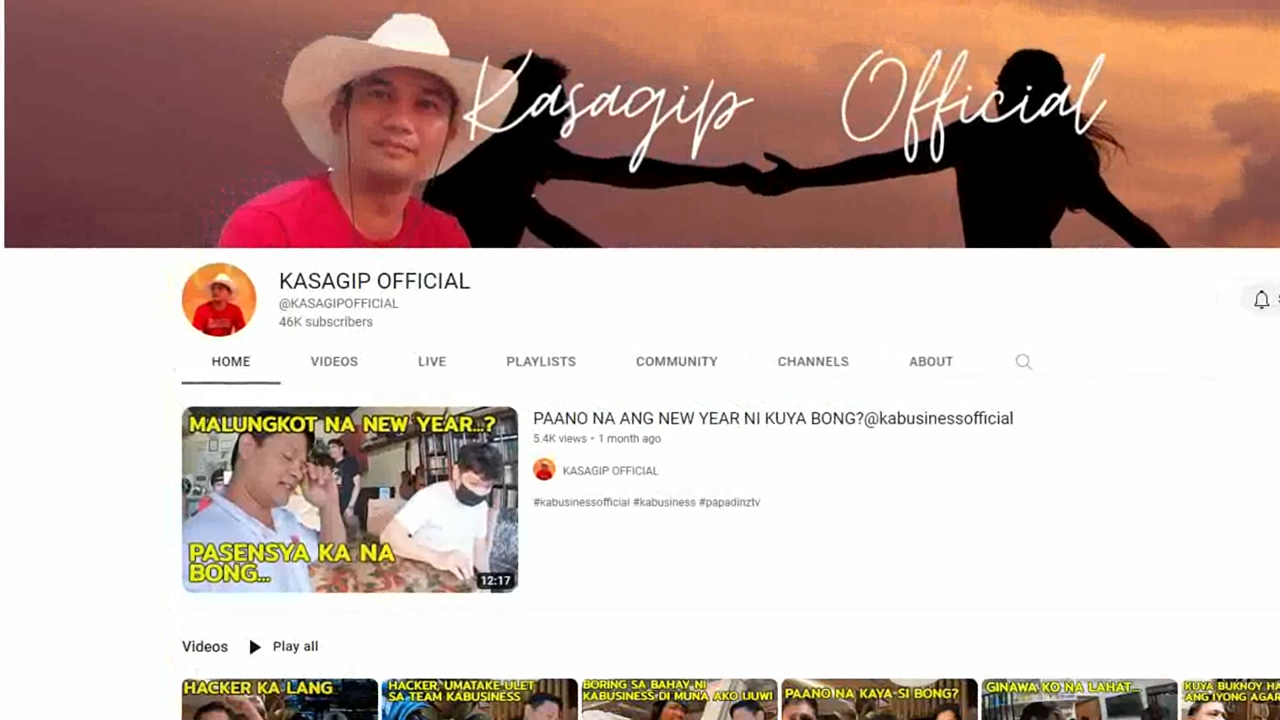 Kasagip Official
KASAGIP OFFICIAL
@KASAGIPOFFICIAL
46K subscribers
HOME VIDEOS LIVE PLAYLISTS COMMUNITY CHANNELS ABOUT
MALUNGKOT NA NEW YEAR...?
PASENSYA KA NA
BONG...
12:17
PAANO NA ANG NEW YEAR NI KUYA BONG?@kabusinessofficial
5.4K views • 1 month ago
KASAGIP OFFICIAL
#kabusinessofficial #kabusiness #papadinztv
Videos Play all
HACKER KA LANG
HACKER, UMATAKE ULET
SA TEAM KABUSINESS
BORING SA BAHAY NI
KABUSINESS-DI MUNA AKO UUWI
PAANO NA KAYA SI BONG?
GINAWA KO NA LAHAT
KUYA BUKNOY
ANG IYONG